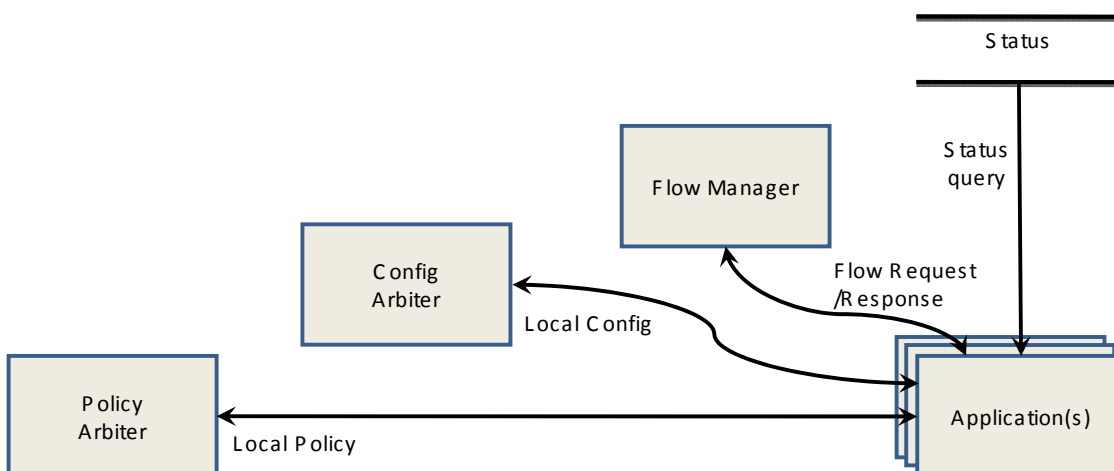 Status
Status
query
Flow Manager
Flow Request
/Response
Config
Arbiter
Local Config
Policy
Arbiter
Local Policy
Application(s)